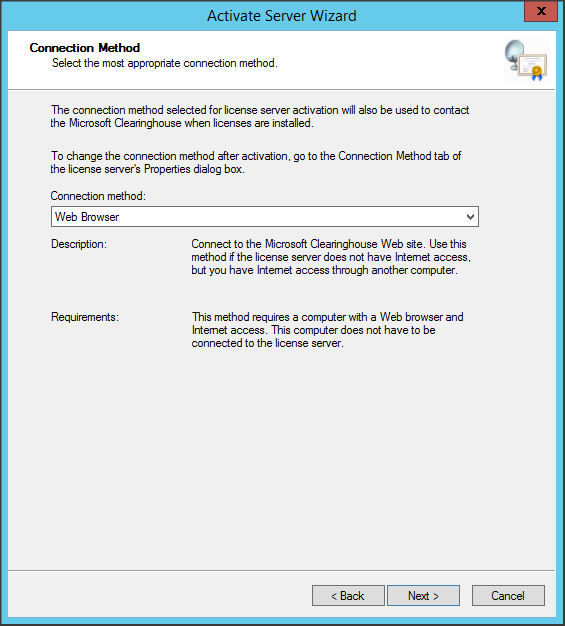 Activate Server Wizard
x
Connection Method
Select the most appropriate connection method.
The connection method selected for license server activation will also be used to contact
the Microsoft Clearinghouse when licenses are installed.
To change the connection method after activation, go to the Connection Method tab of
the license server's Properties dialog box.
Connection method:
Web Browser
Description:
Connect to the Microsoft Clearinghouse Web site. Use this
method if the license server does not have Internet access,
but you have Internet access through another computer.
Requirements:
This method requires a computer with a Web browser and
Internet access. This computer does not have to be
connected to the license server.
< Back
Next >
Cancel